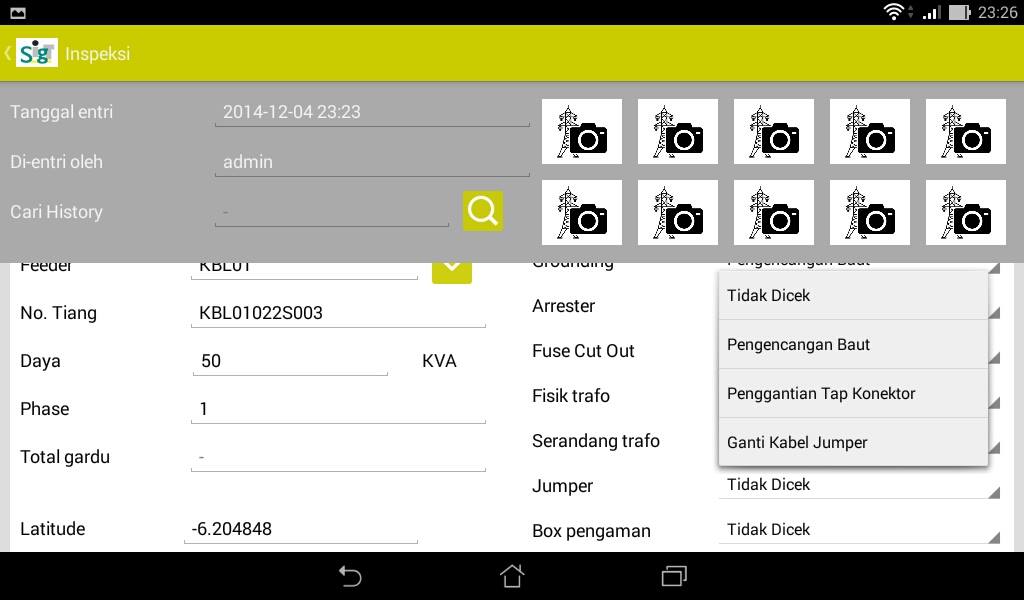 23:26
SigiT Inspeksi
Tanggal entri 2014-12-04 23:23
Di-entri oleh admin
Cari History -
Feeder KBL01
No. Tiang KBL01022S003
Daya 50 KVA
Phase 1
Total gardu -
Latitude -6.204848
Grounding Pengencangan Baut
Arrester
Fuse Cut Out
Fisik trafo
Serandang trafo
Jumper Tidak Dicek
Box pengaman Tidak Dicek
Tidak Dicek
Pengencangan Baut
Penggantian Tap Konektor
Ganti Kabel Jumper